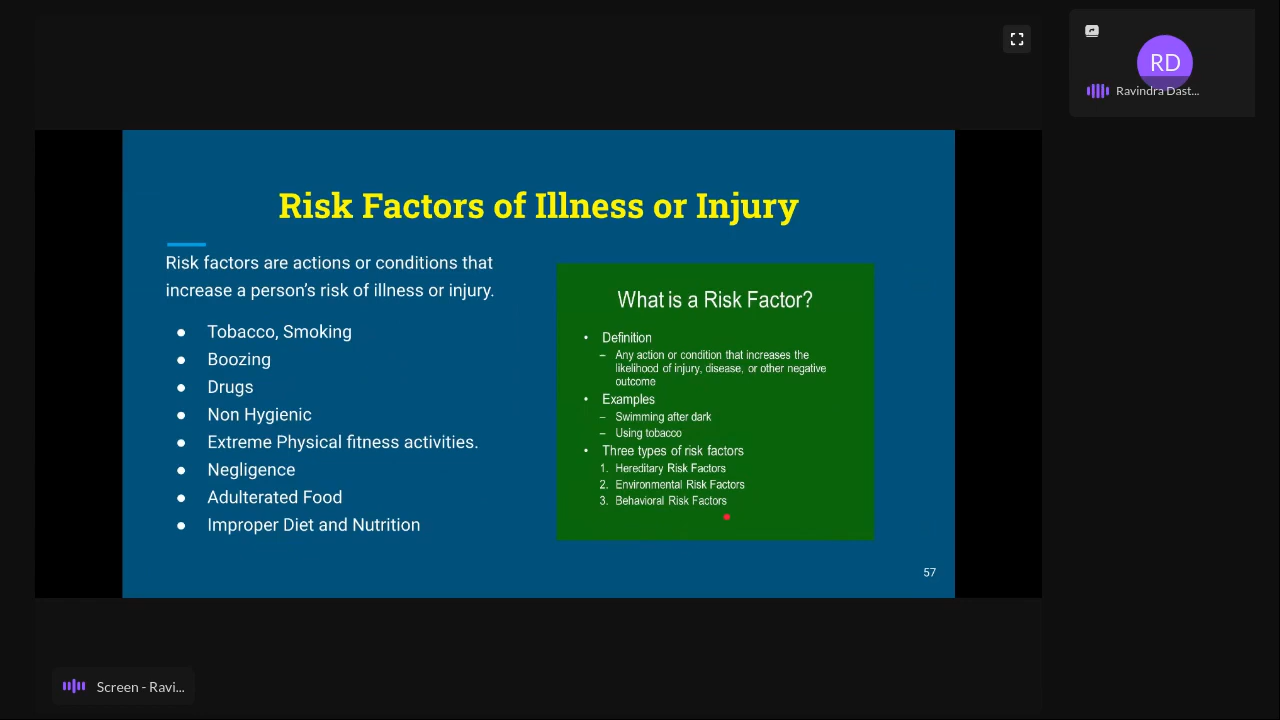 RD
Ravindra Dast...
Risk Factors of Illness or Injury
Risk factors are actions or conditions that
increase a person’s risk of illness or injury.
● Tobacco, Smoking
● Boozing
● Drugs
● Non Hygienic
● Extreme Physical fitness activities.
● Negligence
● Adulterated Food
● Improper Diet and Nutrition
What is a Risk Factor?
• Definition
– Any action or condition that increases the
likelihood of injury, disease, or other negative
outcome
• Examples
– Swimming after dark
– Using tobacco
• Three types of risk factors
1. Hereditary Risk Factors
2. Environmental Risk Factors
3. Behavioral Risk Factors
57
Screen - Ravi...